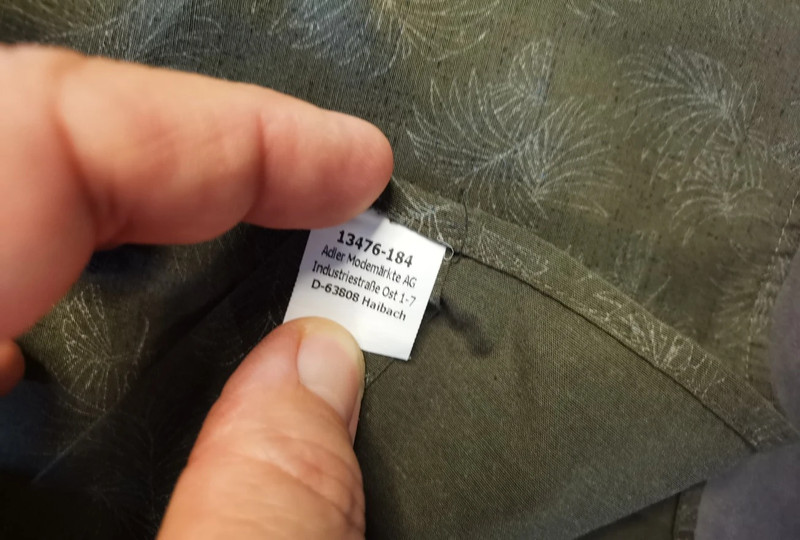 13476-184
Adler Modemärkte AG
Industriestraße Ost 1-7
D-63808 Haibach